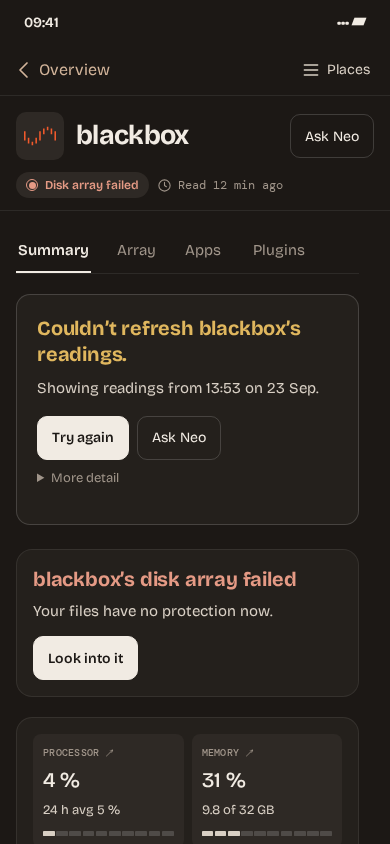 09:41
Overview
Places
blackbox
Ask Neo
Disk array failed
Read 12 min ago
Summary
Array
Apps
Plugins
Couldn’t refresh blackbox’s
readings.
Showing readings from 13:53 on 23 Sep.
Try again
Ask Neo
More detail
blackbox’s disk array failed
Your files have no protection now.
Look into it
PROCESSOR ↗
MEMORY ↗
4 %
31 %
24 h avg 5 %
9.8 of 32 GB